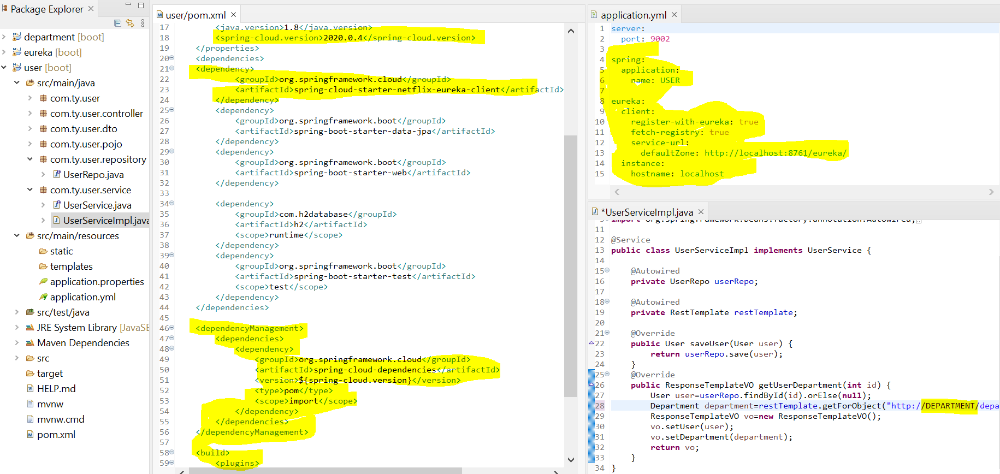 Package Explorer
department [boot]
eureka [boot]
user [boot]
src/main/java
com.ty.user
com.ty.user.controller
com.ty.user.dto
com.ty.user.pojo
com.ty.user.repository
UserRepo.java
com.ty.user.service
UserService.java
UserServiceImpl.java
src/main/resources
static
templates
application.properties
application.yml
src/test/java
JRE System Library [JavaSE
Maven Dependencies
src
target
HELP.md
mvnw
mvnw.cmd
pom.xml
user/pom.xml
17 <java.version>1.8</java.version>
18 <spring-cloud.version>2020.0.4</spring-cloud.version>
19 </properties>
20 <dependencies>
21 <dependency>
22 <groupId>org.springframework.cloud</groupId>
23 <artifactId>spring-cloud-starter-netflix-eureka-client</artifactId>
24 </dependency>
25 <dependency>
26 <groupId>org.springframework.boot</groupId>
27 <artifactId>spring-boot-starter-data-jpa</artifactId>
28 </dependency>
29 <dependency>
30 <groupId>org.springframework.boot</groupId>
31 <artifactId>spring-boot-starter-web</artifactId>
32 </dependency>
33
34 <dependency>
35 <groupId>com.h2database</groupId>
36 <artifactId>h2</artifactId>
37 <scope>runtime</scope>
38 </dependency>
39 <dependency>
40 <groupId>org.springframework.boot</groupId>
41 <artifactId>spring-boot-starter-test</artifactId>
42 <scope>test</scope>
43 </dependency>
44 </dependencies>
45
46 <dependencyManagement>
47 <dependencies>
48 <dependency>
49 <groupId>org.springframework.cloud</groupId>
50 <artifactId>spring-cloud-dependencies</artifactId>
51 <version>${spring-cloud.version}</version>
52 <type>pom</type>
53 <scope>import</scope>
54 </dependency>
55 </dependencies>
56 </dependencyManagement>
57
58 <build>
59 <plugins>
application.yml
1 server:
2 port: 9002
3
4 spring:
5 application:
6 name: USER
7
8 eureka:
9 client:
10 register-with-eureka: true
11 fetch-registry: true
12 service-url:
13 defaultZone: http://localhost:8761/eureka/
14 instance:
15 hostname: localhost
*UserServiceImpl.java
import org.springframework.beans.factory.annotation.Autowired;
11
12 @Service
13 public class UserServiceImpl implements UserService {
14
15 @Autowired
16 private UserRepo userRepo;
17
18 @Autowired
19 private RestTemplate restTemplate;
20
21 @Override
22 public User saveUser(User user) {
23 return userRepo.save(user);
24 }
25 @Override
26 public ResponseTemplateVO getUserDepartment(int id) {
27 User user=userRepo.findById(id).orElse(null);
28 Department department=restTemplate.getForObject("http://DEPARTMENT/depa
29 ResponseTemplateVO vo=new ResponseTemplateVO();
30 vo.setUser(user);
31 vo.setDepartment(department);
32 return vo;
33 }
34 }